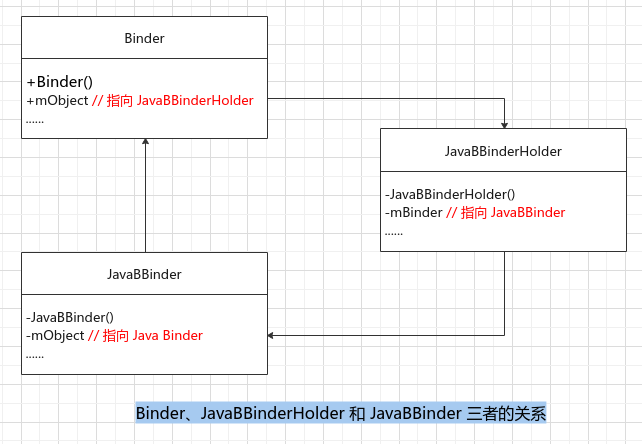 Binder
+Binder()
+mObject // 指向 JavaBBinderHolder
......
JavaBBinderHolder
-JavaBBinderHolder()
-mBinder // 指向 JavaBBinder
......
JavaBBinder
-JavaBBinder()
-mObject // 指向 Java Binder
......
Binder、JavaBBinderHolder 和 JavaBBinder 三者的关系